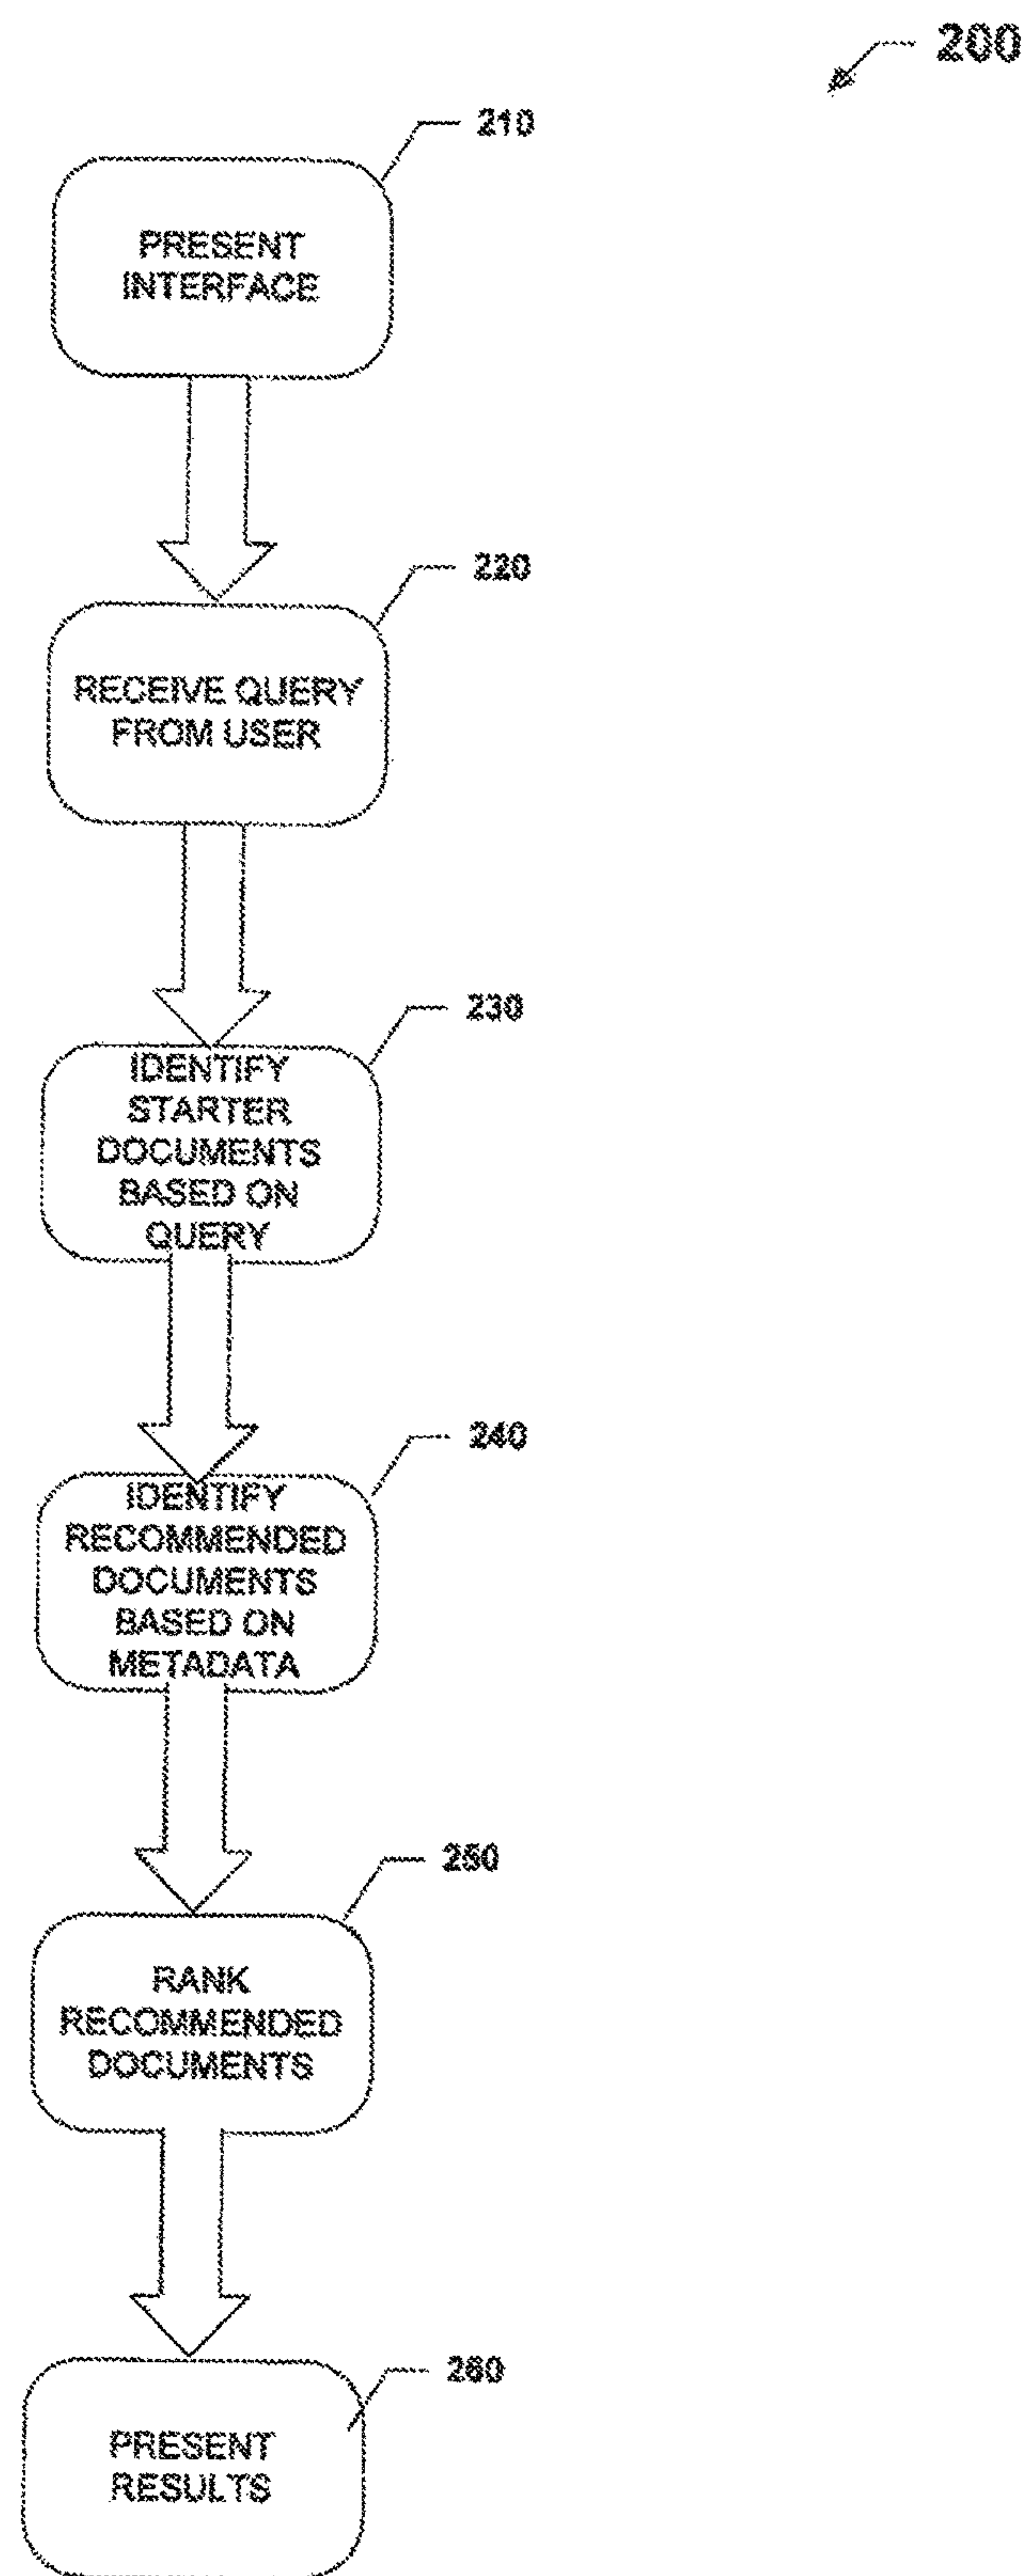 200
210
PRESENT
INTERFACE
220
RECEIVE QUERY
FROM USER
230
IDENTIFY
STARTER
DOCUMENTS
BASED ON
QUERY
240
IDENTIFY
RECOMMENDED
DOCUMENTS
BASED ON
METADATA
250
RANK
RECOMMENDED
DOCUMENTS
260
PRESENT
RESULTS